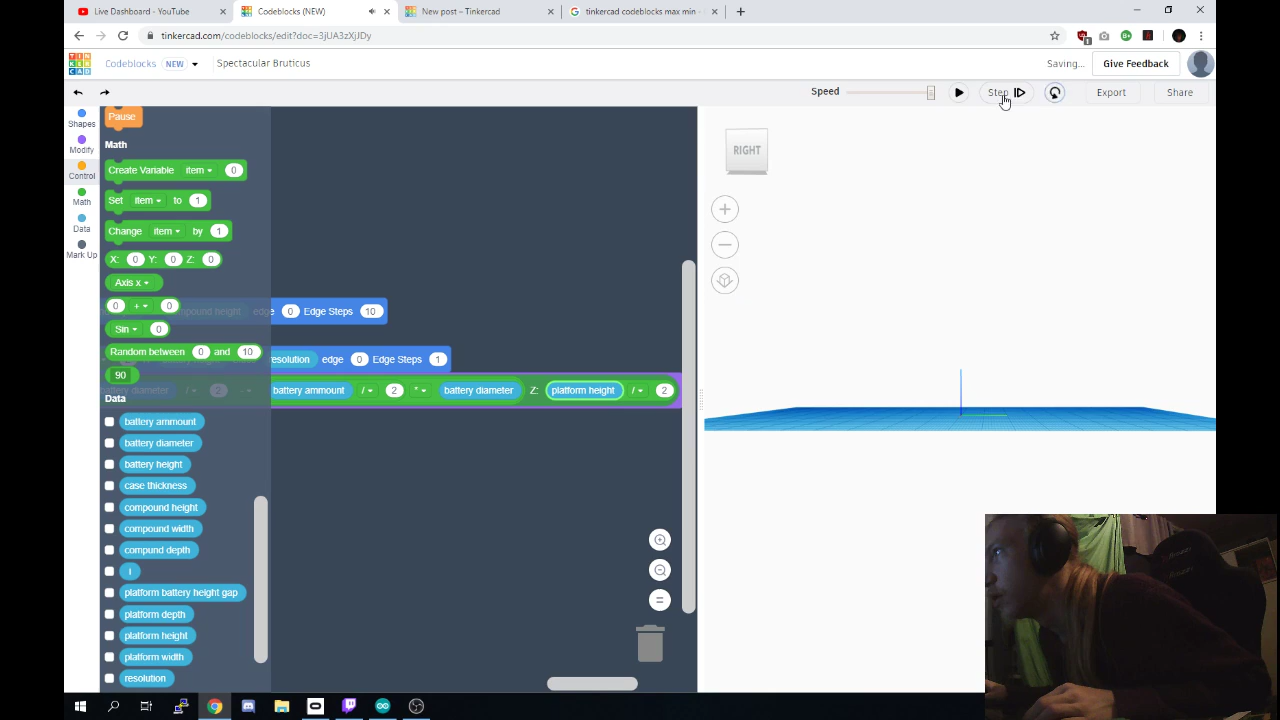 Live Dashboard - YouTube
Codeblocks (NEW)
New post - Tinkercad
tinkercad codeblocks max min -
tinkercad.com/codeblocks/edit?doc=3jUA3zXjJDy
Codeblocks NEW Spectacular Bruticus Saving... Give Feedback
Speed Step Export Share
Shapes
Modify
Control
Math
Data
Mark Up
Pause
Math
Create Variable item 0
Set item to 1
Change item by 1
X: 0 Y: 0 Z: 0
Axis x
0 + 0
Sin 0
Random between 0 and 10
90
compound height edge 0 Edge Steps 10
resolution edge 0 Edge Steps 1
battery diameter / 2 - battery ammount / 2 * battery diameter Z: platform height / 2
Data
battery ammount
battery diameter
battery height
case thickness
compound height
compound width
compund depth
i
platform battery height gap
platform depth
platform height
platform width
resolution
RIGHT